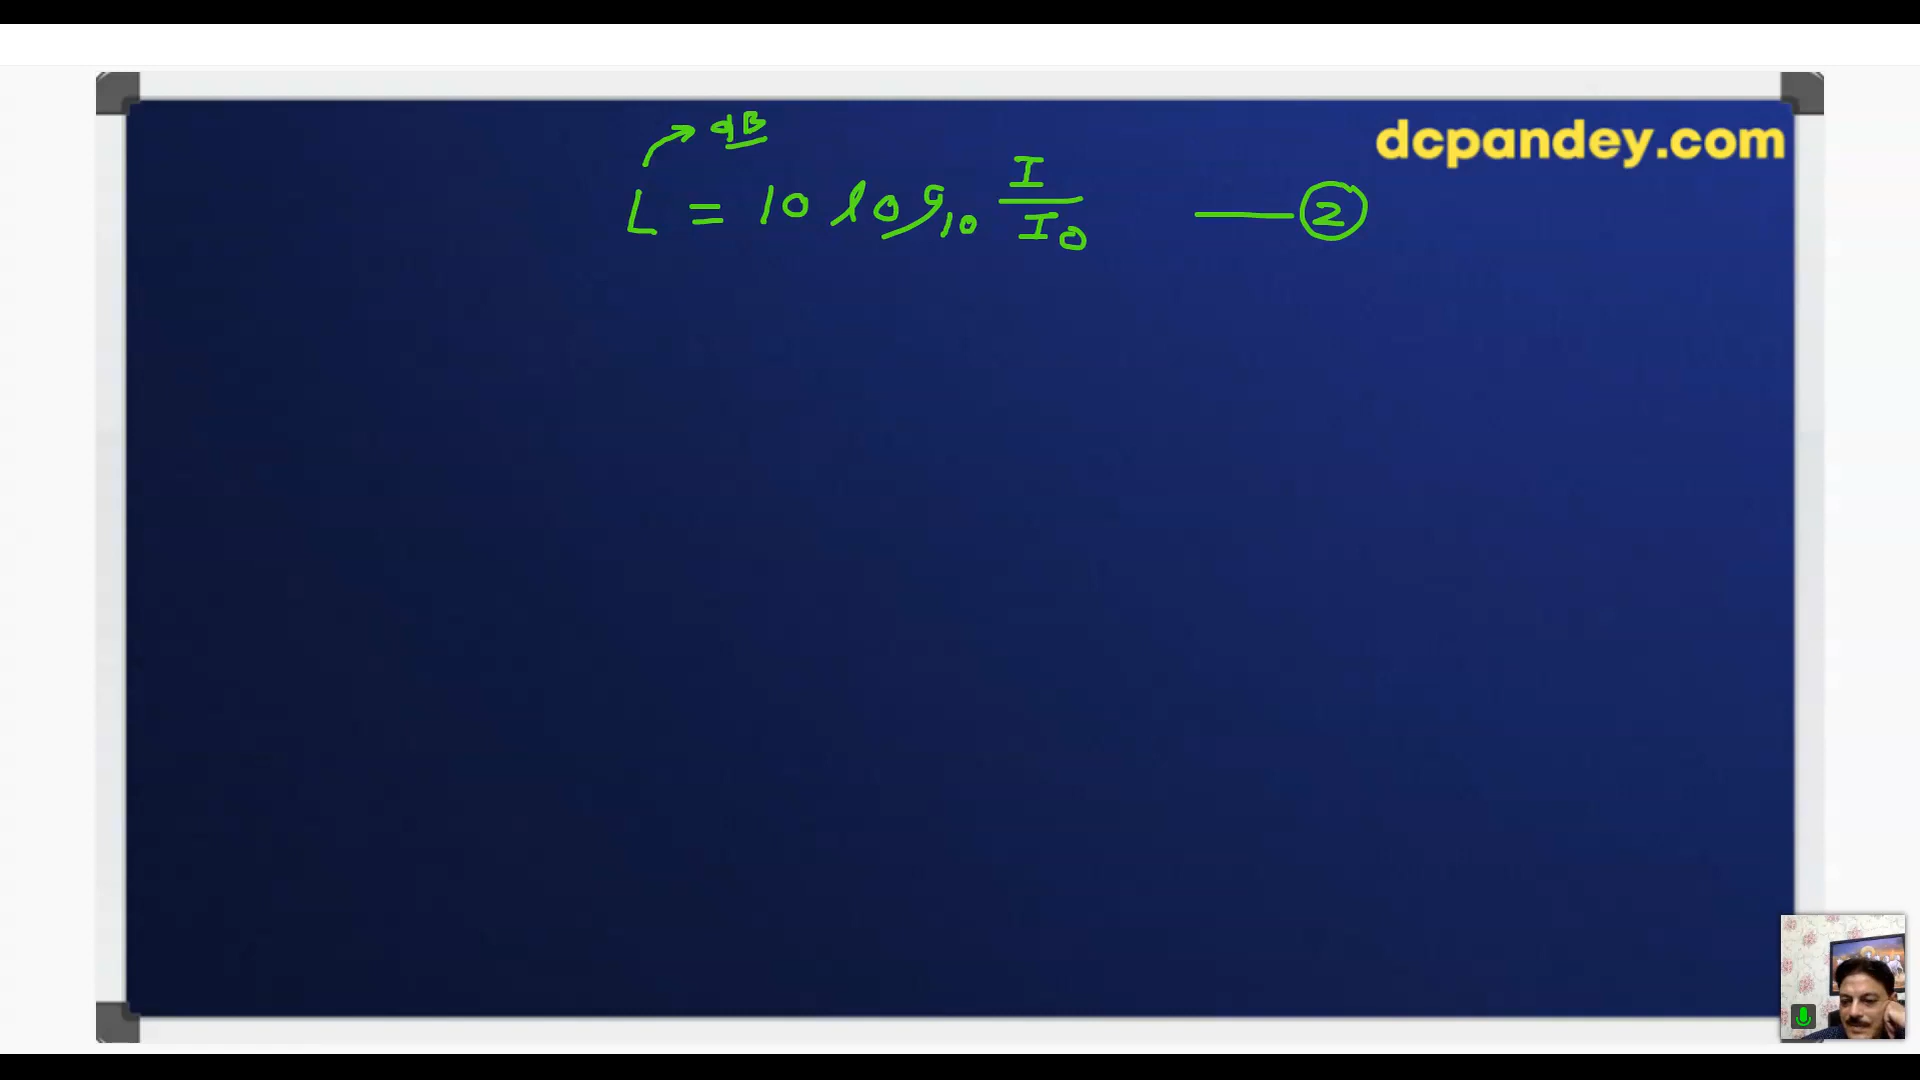 dB
dcpandey.com
L = 10 log₁₀ I/I₀ —— ②